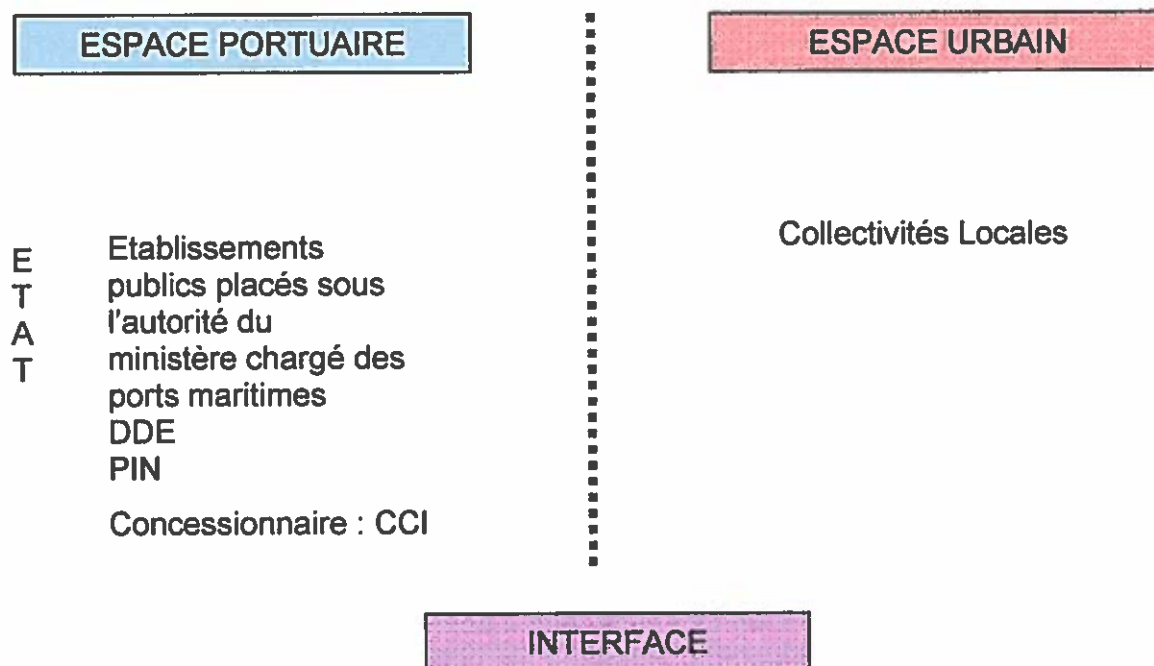 ESPACE PORTUAIRE
ESPACE URBAIN
ETAT
Etablissements
publics placés sous
l'autorité du
ministère chargé des
ports maritimes
DDE
PIN
Concessionnaire : CCI
Collectivités Locales
INTERFACE